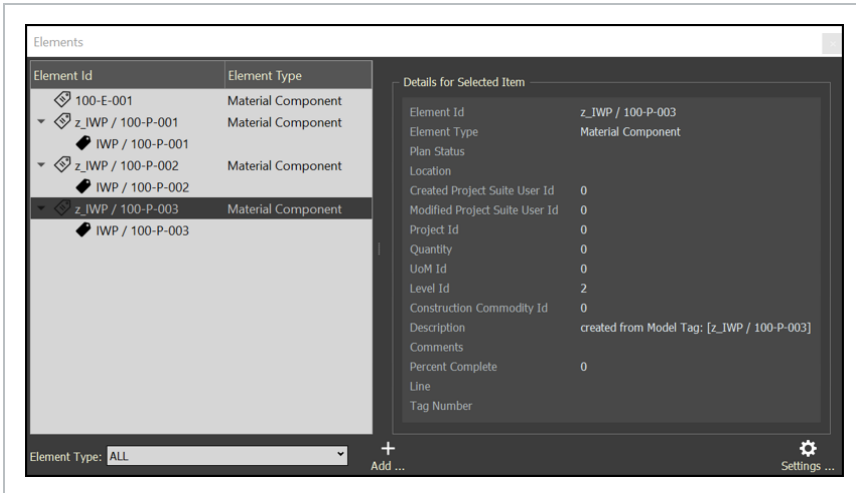 Elements
Element Id Element Type
100-E-001 Material Component
z_IWP / 100-P-001 Material Component
IWP / 100-P-001
z_IWP / 100-P-002 Material Component
IWP / 100-P-002
z_IWP / 100-P-003 Material Component
IWP / 100-P-003
Element Type: ALL
Add ...
Details for Selected Item
Element Id z_IWP / 100-P-003
Element Type Material Component
Plan Status
Location
Created Project Suite User Id 0
Modified Project Suite User Id 0
Project Id 0
Quantity 0
UoM Id 0
Level Id 2
Construction Commodity Id 0
Description created from Model Tag: [z_IWP / 100-P-003]
Comments
Percent Complete 0
Line
Tag Number
Settings ...